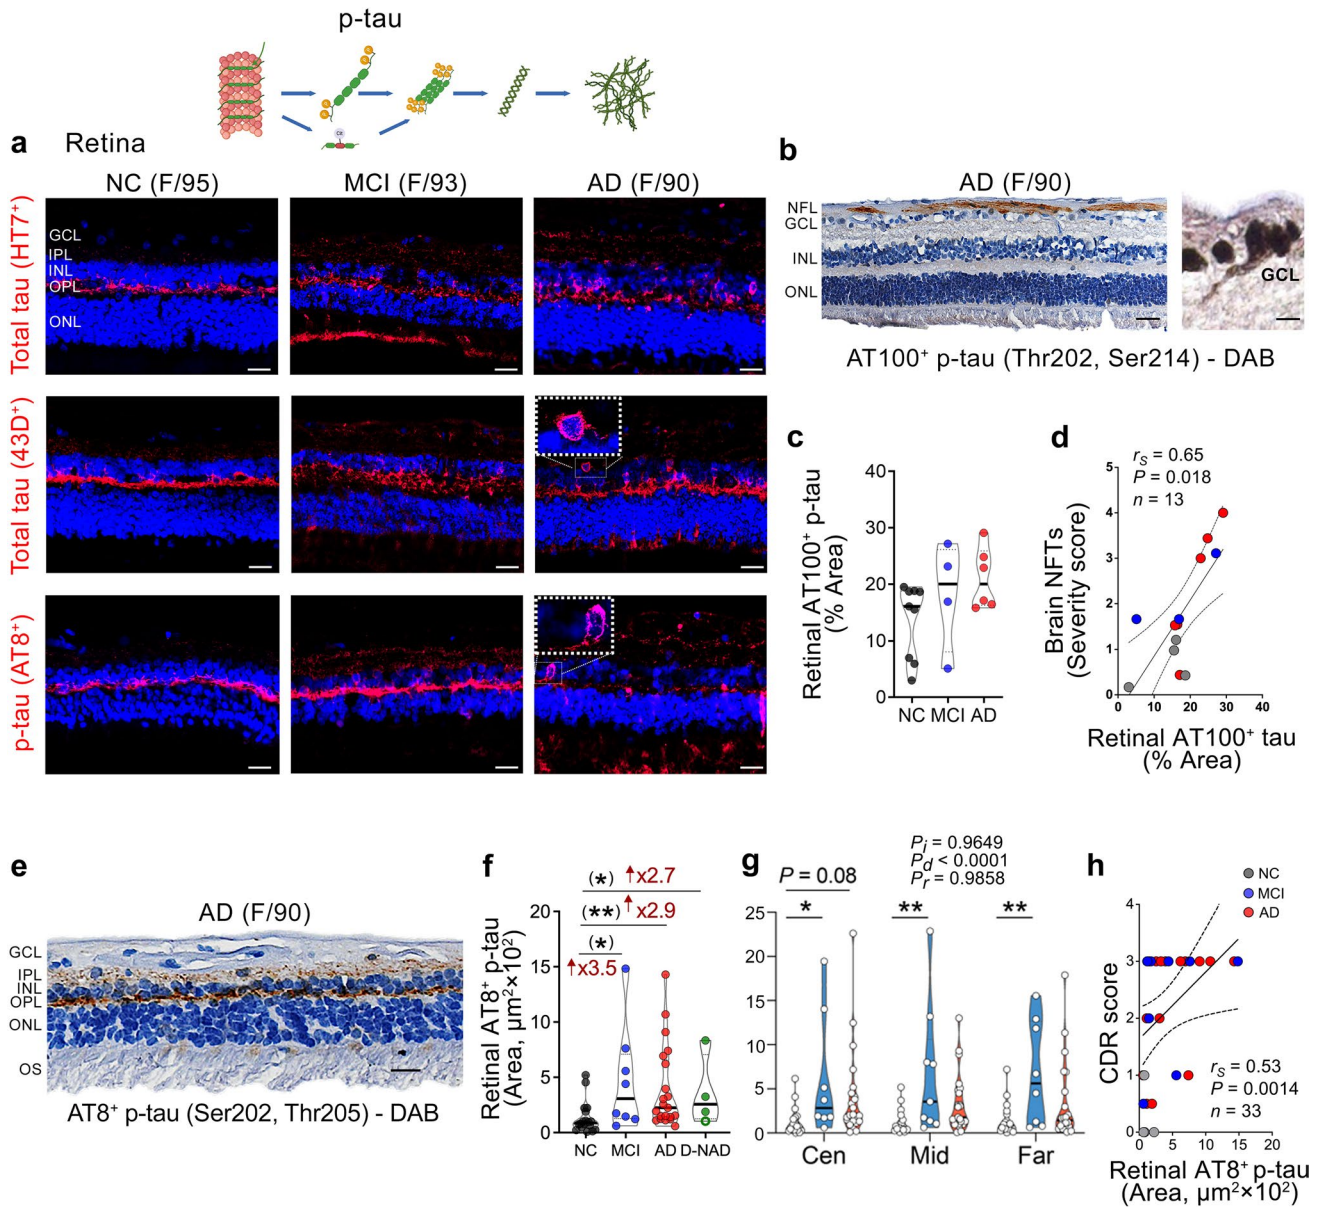 p-tau
Cit
a Retina
NC (F/95) MCI (F/93) AD (F/90)
Total tau (HT7⁺)
GCL
IPL
INL
OPL
ONL
Total tau (43D⁺)
p-tau (AT8⁺)
b
AD (F/90)
NFL
GCL
INL
ONL
GCL
AT100⁺ p-tau (Thr202, Ser214) - DAB
c
Retinal AT100⁺ p-tau
(% Area)
40
30
20
10
0
NC MCI AD
d
rS = 0.65
P = 0.018
n = 13
Brain NFTs
(Severity score)
5
4
3
2
1
0
0 10 20 30 40
Retinal AT100⁺ tau
(% Area)
e
AD (F/90)
GCL
IPL
INL
OPL
ONL
OS
AT8⁺ p-tau (Ser202, Thr205) - DAB
f
(*) ↑x2.7
(**) ↑x2.9
(*)
↑x3.5
Retinal AT8⁺ p-tau
(Area, µm²×10²)
20
15
10
5
0
NC MCI AD D-NAD
g
Pi = 0.9649
Pd < 0.0001
Pr = 0.9858
P = 0.08
* ** **
25
20
15
10
5
0
Cen Mid Far
h
NC
MCI
AD
CDR score
4
3
2
1
0
rS = 0.53
P = 0.0014
n = 33
0 5 10 15 20
Retinal AT8⁺ p-tau
(Area, µm²×10²)